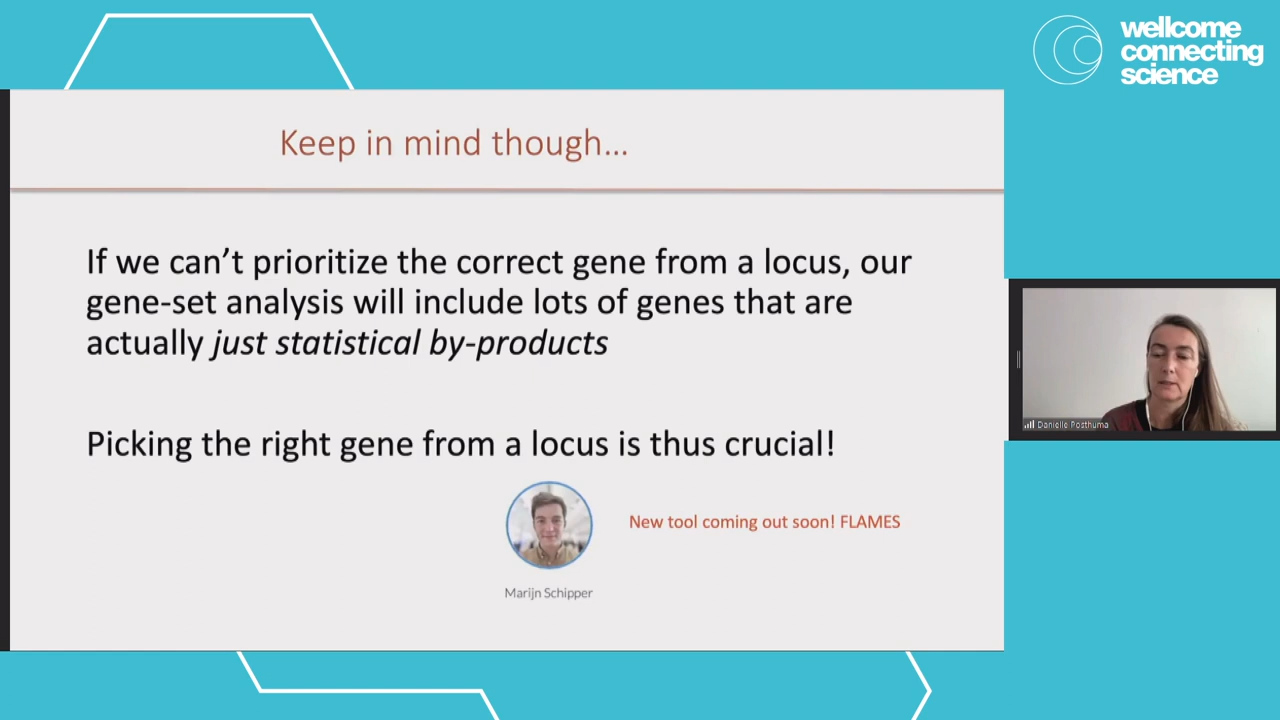 wellcome
connecting
science
Keep in mind though...
If we can't prioritize the correct gene from a locus, our
gene-set analysis will include lots of genes that are
actually just statistical by-products
Picking the right gene from a locus is thus crucial!
New tool coming out soon! FLAMES
Marijn Schipper
Danielle Posthuma